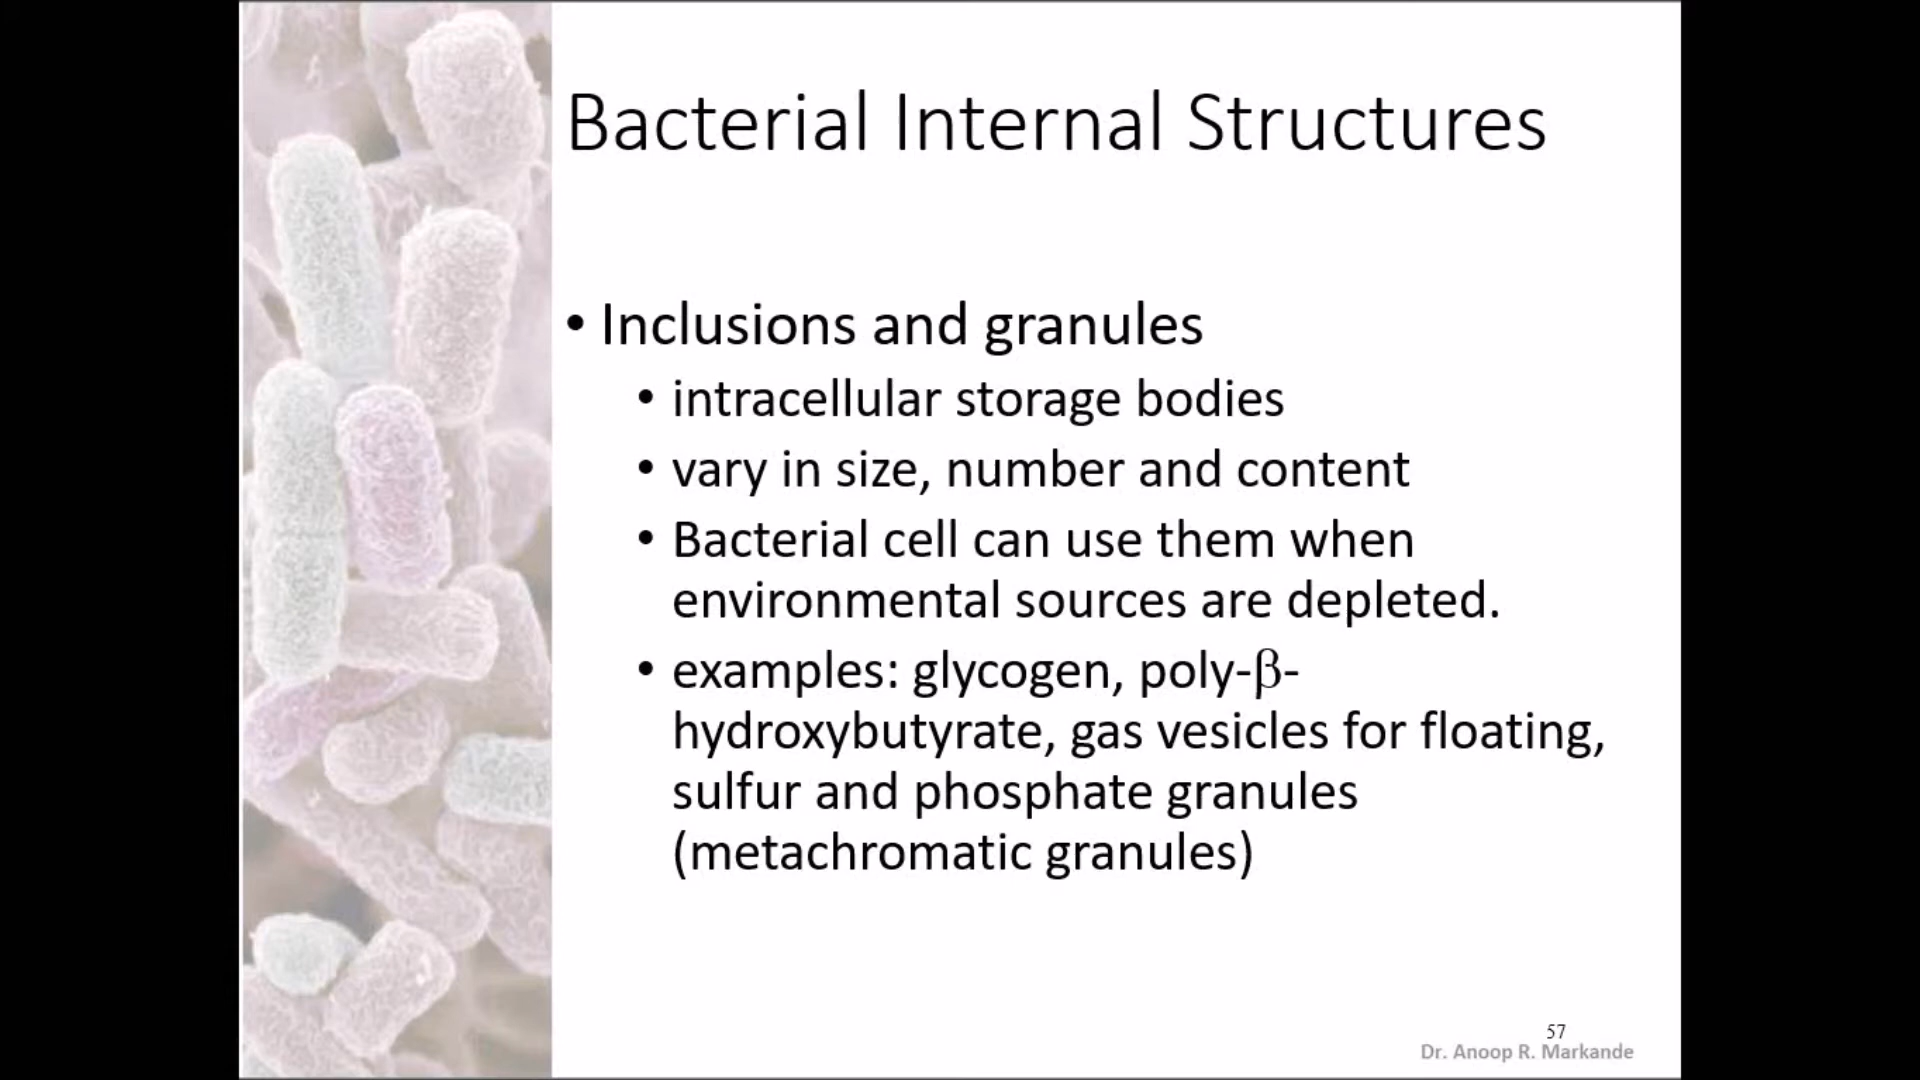 Bacterial Internal Structures
• Inclusions and granules
• intracellular storage bodies
• vary in size, number and content
• Bacterial cell can use them when
environmental sources are depleted.
• examples: glycogen, poly-β-
hydroxybutyrate, gas vesicles for floating,
sulfur and phosphate granules
(metachromatic granules)
57
Dr. Anoop R. Markande